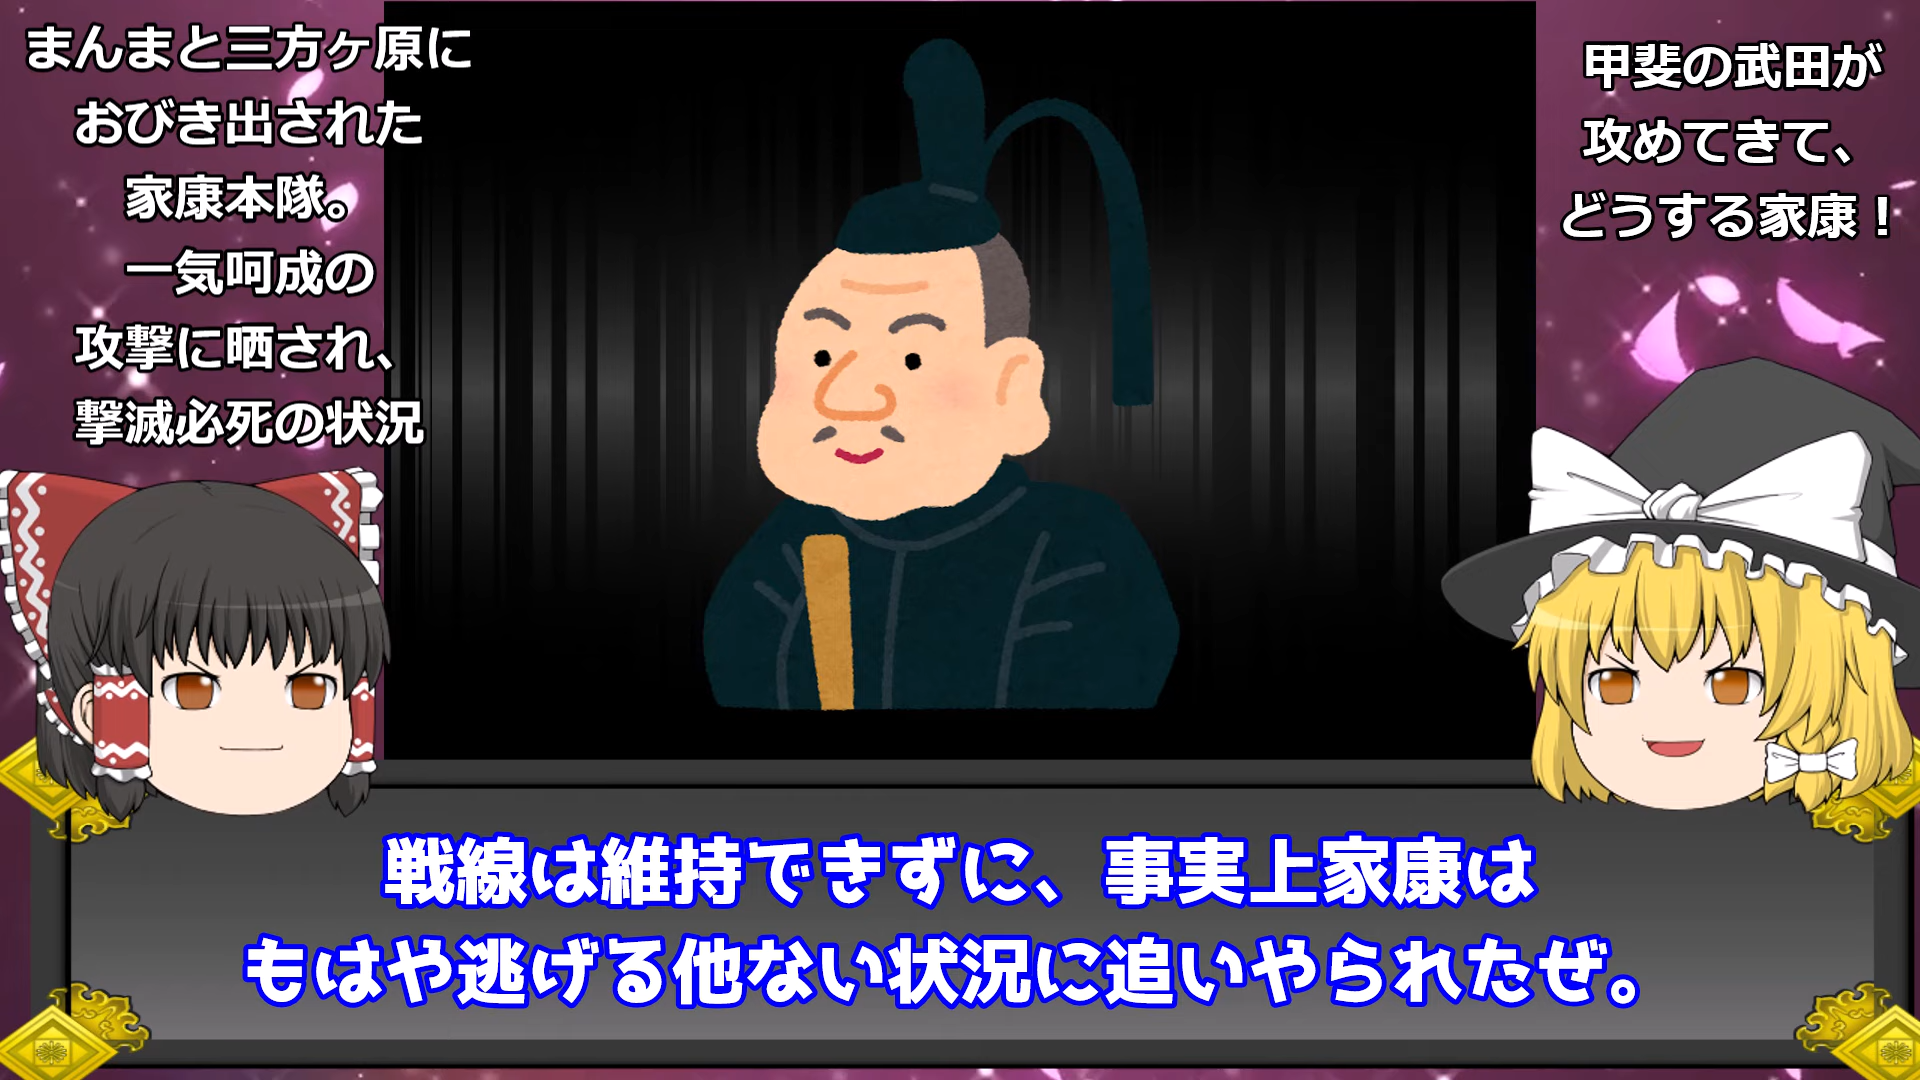 まんまと三方ヶ原に
おびき出された
家康本隊。
一気呵成の
攻撃に晒され、
撃滅必死の状況
甲斐の武田が
攻めてきて、
どうする家康！
戦線は維持できずに、事実上家康は
もはや逃げる他ない状況に追いやられたぜ。